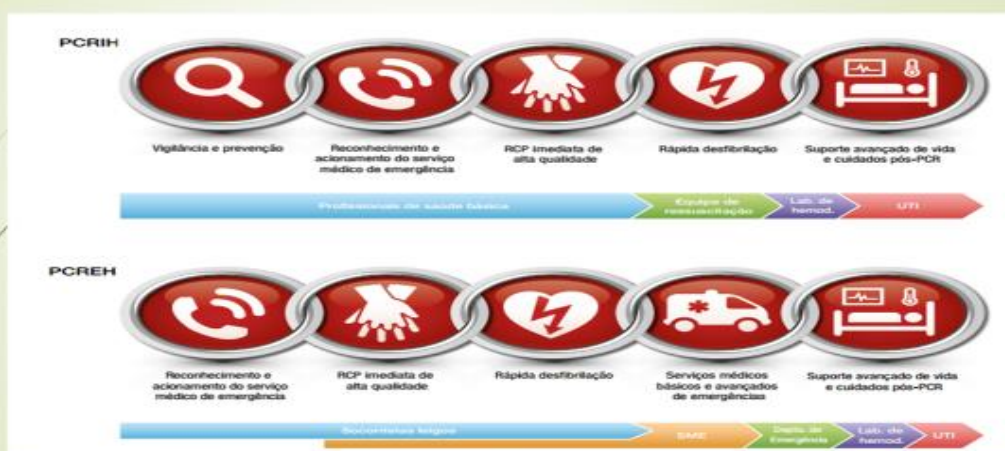 PCRIH
Vigilância e prevenção
Reconhecimento e
acionamento do serviço
médico de emergência
RCP imediata de
alta qualidade
Rápida desfibrilação
Suporte avançado de vida
e cuidados pós-PCR
Profissionais de saúde básica
Equipe de
ressuscitação
Lab. de
hemod.
UTI
PCREH
Reconhecimento e
acionamento do serviço
médico de emergência
RCP imediata de
alta qualidade
Rápida desfibrilação
Serviços médicos
básicos e avançados
de emergências
Suporte avançado de vida
e cuidados pós-PCR
Socorristas leigos
SME
Depto. de
Emergência
Lab. de
hemod.
UTI